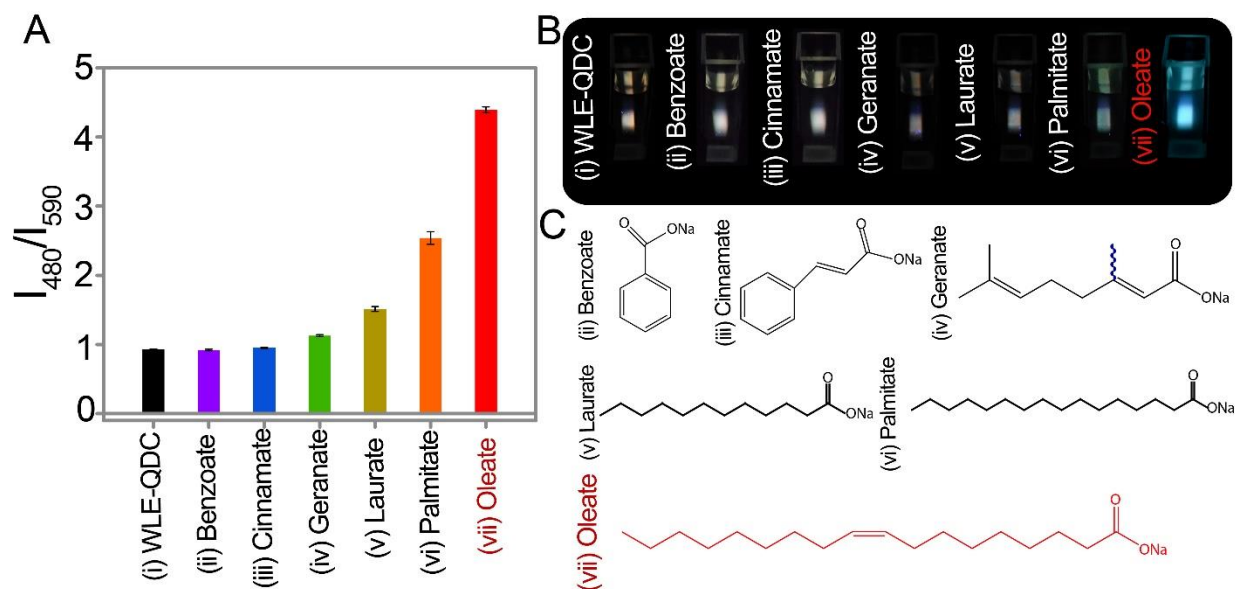 A
I480/I590
5
4
3
2
1
0
(i) WLE-QDC
(ii) Benzoate
(iii) Cinnamate
(iv) Geranate
(v) Laurate
(vi) Palmitate
(vii) Oleate
B
(i) WLE-QDC
(ii) Benzoate
(iii) Cinnamate
(iv) Geranate
(v) Laurate
(vi) Palmitate
(vii) Oleate
C
(ii) Benzoate
O
ONa
(iii) Cinnamate
O
ONa
(iv) Geranate
O
ONa
(v) Laurate
O
ONa
(vi) Palmitate
O
ONa
(vii) Oleate
O
ONa